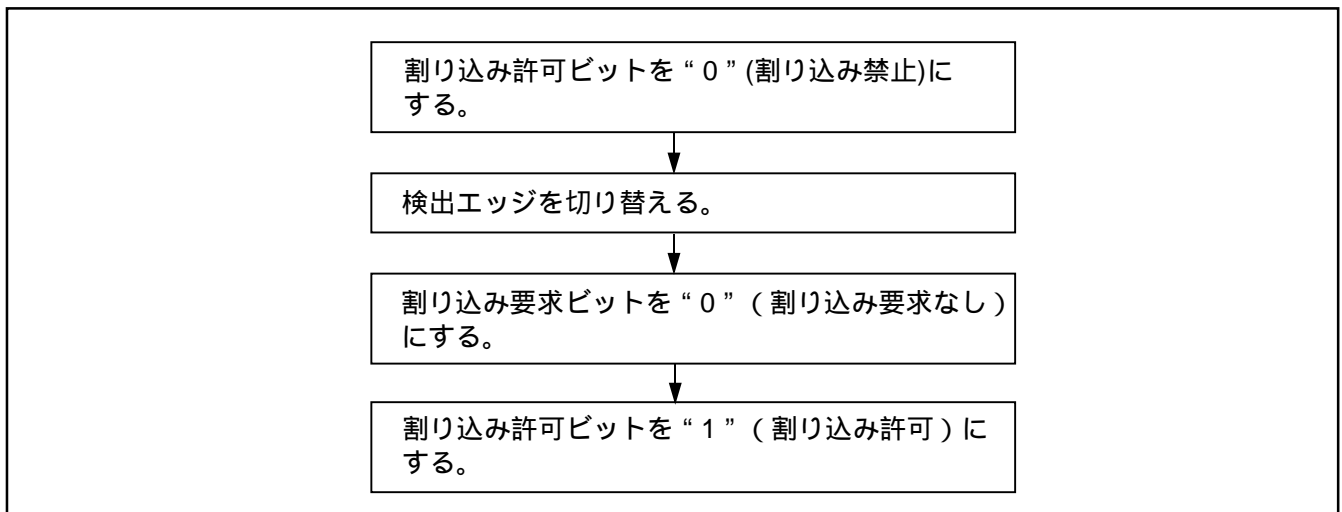 割り込み許可ビットを“0”(割り込み禁止)に
する。
検出エッジを切り替える。
割り込み要求ビットを“0”（割り込み要求なし）
にする。
割り込み許可ビットを“1”（割り込み許可）に
する。